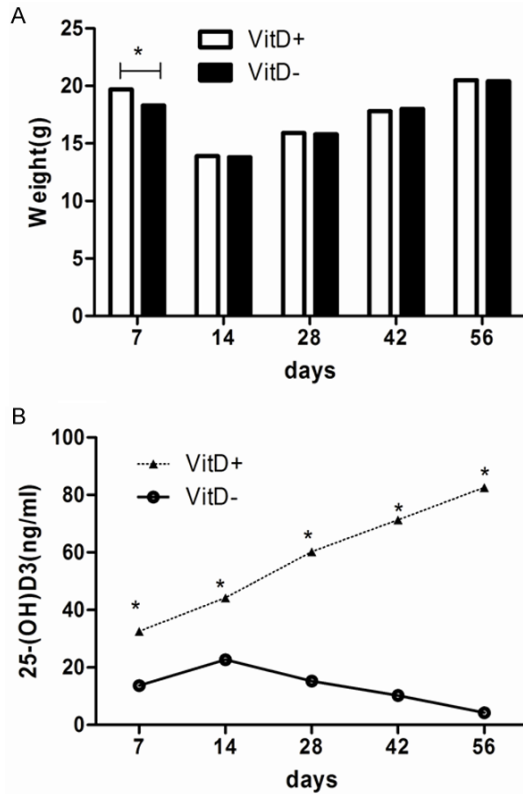 A
25
20
15
10
5
0
Weight(g)
*
VitD+
VitD-
7 14 28 42 56
days
B
100
80
60
40
20
0
25-(OH)D3(ng/ml)
VitD+
VitD-
* * * * *
7 14 28 42 56
days